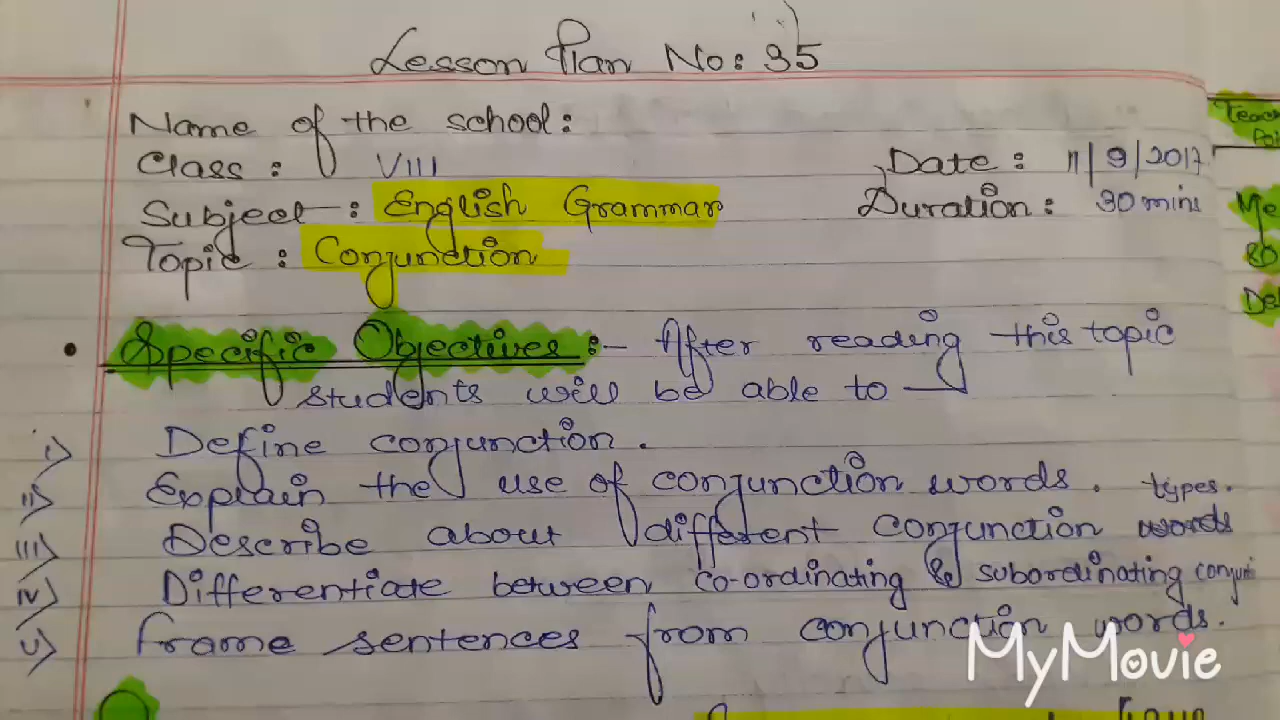 Lesson Plan No: 35
Name of the school:
Class: VIII
Date: 11/9/2017
Subject: English Grammar
Duration: 30 mins
Topic: Conjunction
• Specific Objectives :- After reading this topic
students will be able to —
i) Define conjunction.
ii) Explain the use of conjunction words.
types.
iii) Describe about different conjunction words
iv) Differentiate between co-ordinating & subordinating
v) Frame sentences from conjunction words.
MyMovie